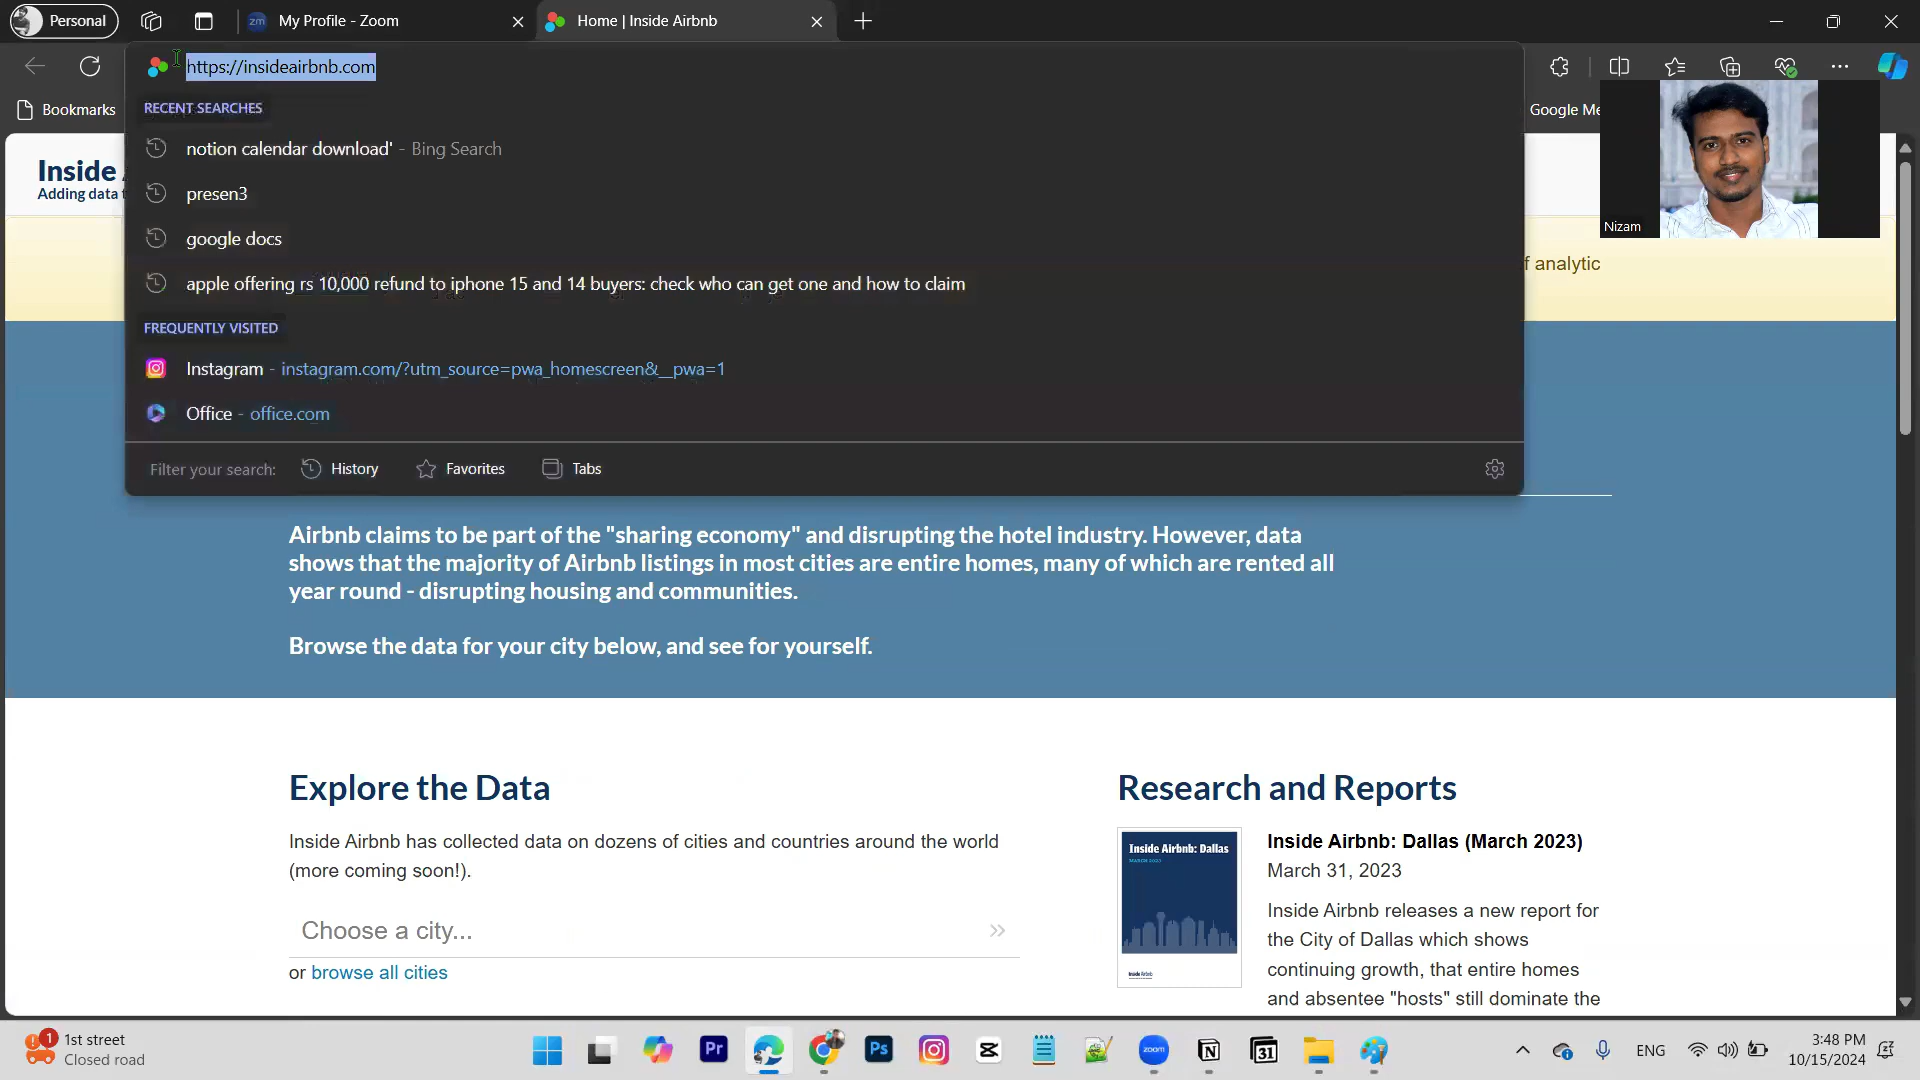 Personal
zm My Profile - Zoom
Home | Inside Airbnb
https://insideairbnb.com
Bookmarks
Google Me
RECENT SEARCHES
notion calendar download' - Bing Search
presen3
google docs
apple offering rs 10,000 refund to iphone 15 and 14 buyers: check who can get one and how to claim
FREQUENTLY VISITED
Instagram - instagram.com/?utm_source=pwa_homescreen&__pwa=1
Office - office.com
Filter your search: History Favorites Tabs
Inside
Adding data t
Nizam
f analytic
Airbnb claims to be part of the "sharing economy" and disrupting the hotel industry. However, data
shows that the majority of Airbnb listings in most cities are entire homes, many of which are rented all
year round - disrupting housing and communities.
Browse the data for your city below, and see for yourself.
Explore the Data
Inside Airbnb has collected data on dozens of cities and countries around the world
(more coming soon!).
Choose a city... »
or browse all cities
Research and Reports
Inside Airbnb: Dallas
MARCH 2023
Inside Airbnb
Inside Airbnb: Dallas (March 2023)
March 31, 2023
Inside Airbnb releases a new report for
the City of Dallas which shows
continuing growth, that entire homes
and absentee "hosts" still dominate the
1
1st street
Closed road
Pr
Ps
zoom
31
ENG
3:48 PM
10/15/2024